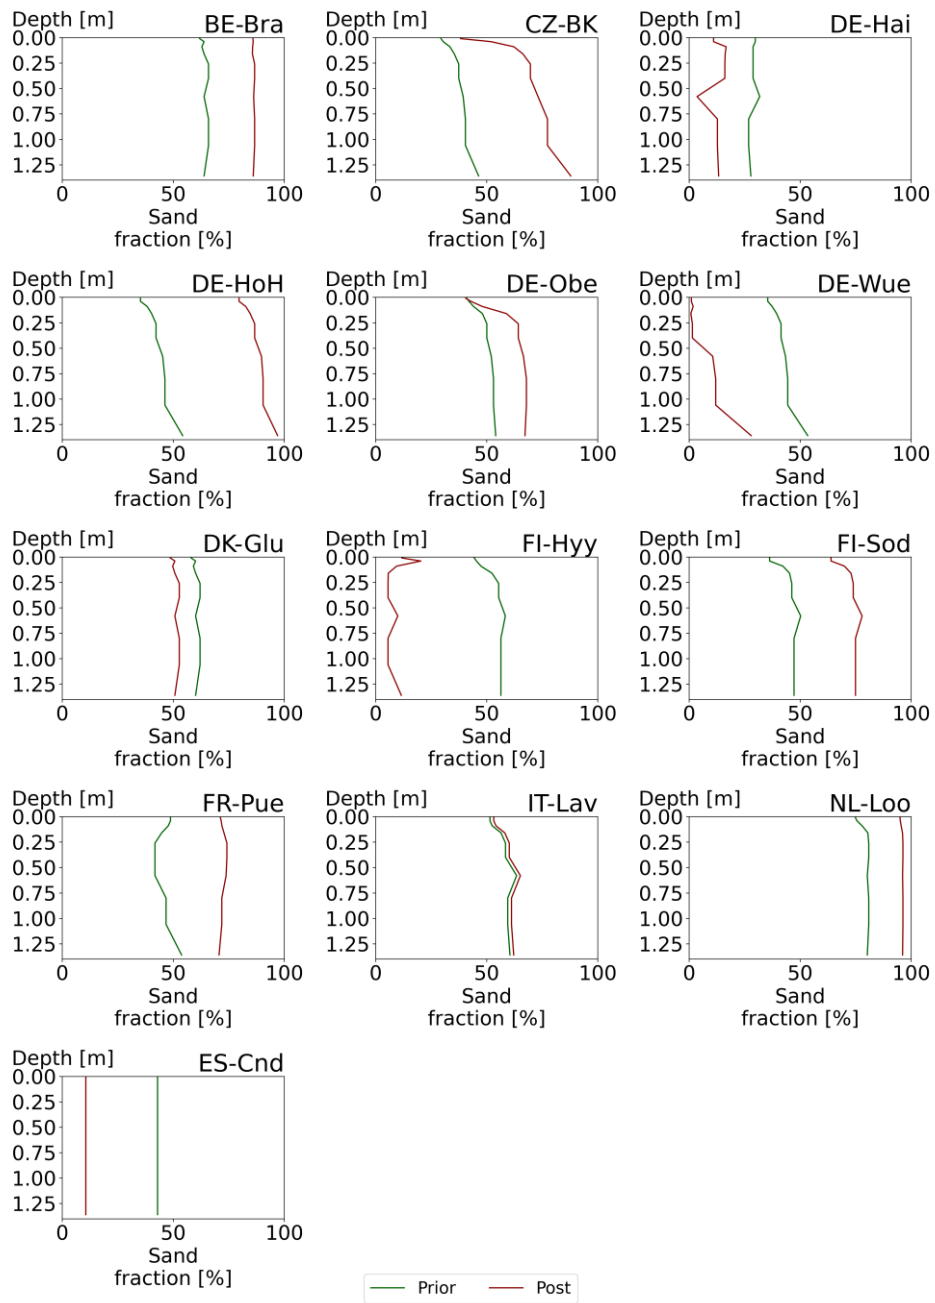 Depth [m] BE-Bra
0.00
0.25
0.50
0.75
1.00
1.25
0 50 100
Sand
fraction [%]
Depth [m] CZ-BK
0.00
0.25
0.50
0.75
1.00
1.25
0 50 100
Sand
fraction [%]
Depth [m] DE-Hai
0.00
0.25
0.50
0.75
1.00
1.25
0 50 100
Sand
fraction [%]
Depth [m] DE-HoH
0.00
0.25
0.50
0.75
1.00
1.25
0 50 100
Sand
fraction [%]
Depth [m] DE-Obe
0.00
0.25
0.50
0.75
1.00
1.25
0 50 100
Sand
fraction [%]
Depth [m] DE-Wue
0.00
0.25
0.50
0.75
1.00
1.25
0 50 100
Sand
fraction [%]
Depth [m] DK-Glu
0.00
0.25
0.50
0.75
1.00
1.25
0 50 100
Sand
fraction [%]
Depth [m] FI-Hyy
0.00
0.25
0.50
0.75
1.00
1.25
0 50 100
Sand
fraction [%]
Depth [m] FI-Sod
0.00
0.25
0.50
0.75
1.00
1.25
0 50 100
Sand
fraction [%]
Depth [m] FR-Pue
0.00
0.25
0.50
0.75
1.00
1.25
0 50 100
Sand
fraction [%]
Depth [m] IT-Lav
0.00
0.25
0.50
0.75
1.00
1.25
0 50 100
Sand
fraction [%]
Depth [m] NL-Loo
0.00
0.25
0.50
0.75
1.00
1.25
0 50 100
Sand
fraction [%]
Depth [m] ES-Cnd
0.00
0.25
0.50
0.75
1.00
1.25
0 50 100
Sand
fraction [%]
Prior Post